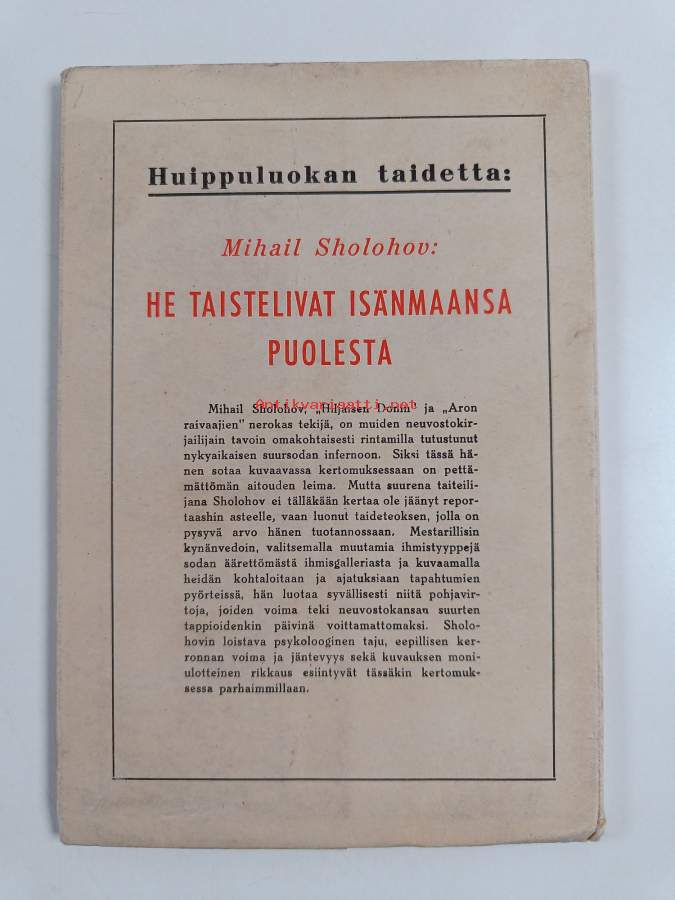 Huippuluokan taidetta:
Mihail Sholohov:
HE TAISTELIVAT ISÄNMAANSA
PUOLESTA
Antikvariaatti.net
Mihail Sholohov, „Hiljaisen Donin" ja „Aron
raivaajien" nerokas tekijä, on muiden neuvostokir-
jailijain tavoin omakohtaisesti rintamilla tutustunut
nykyaikaisen suursodan infernoon. Siksi tässä hä-
nen sotaa kuvaavassa kertomuksessaan on pettä-
mättömän aitouden leima. Mutta suurena taiteili-
jana Sholohov ei tälläkään kertaa ole jäänyt repor-
taashin asteelle, vaan luonut taideteoksen, jolla on
pysyvä arvo hänen tuotannossaan. Mestarillisin
kynänvedoin, valitsemalla muutamia ihmistyyppejä
sodan äärettömästä ihmisgalleriasta ja kuvaamalla
heidän kohtaloitaan ja ajatuksiaan tapahtumien
pyörteissä, hän luotaa syvällisesti niitä pohjavir-
toja, joiden voima teki neuvostokansan suurten
tappioidenkin päivinä voittamattomaksi. Sholo-
hovin loistava psykolooginen taju, eepillisen ker-
ronnan voima ja jäntevyys sekä kuvauksen moni-
ulotteinen rikkaus esiintyvät tässäkin kertomuk-
sessa parhaimmillaan.